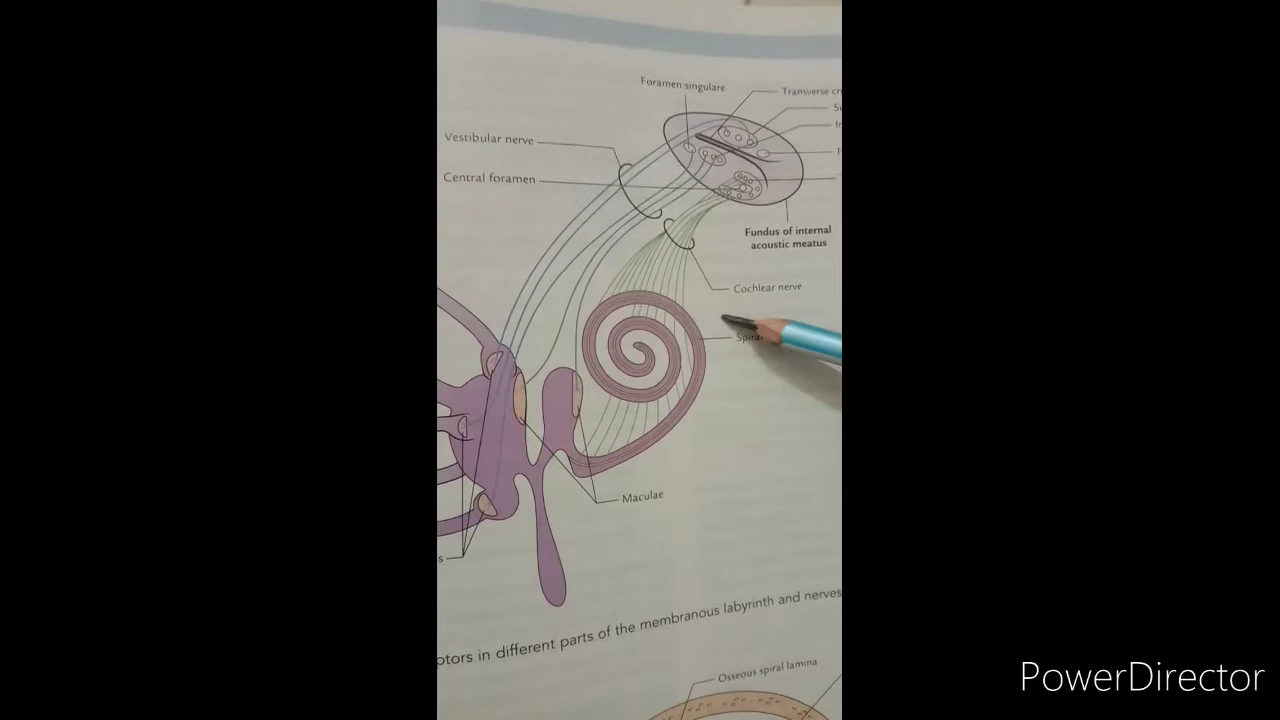 Foramen singulare
Transverse cr
Vestibular nerve
Central foramen
Fundus of internal
acoustic meatus
Cochlear nerve
Spira
Maculae
s
otors in different parts of the membranous labyrinth and nerves
Osseous spiral lamina
PowerDirector